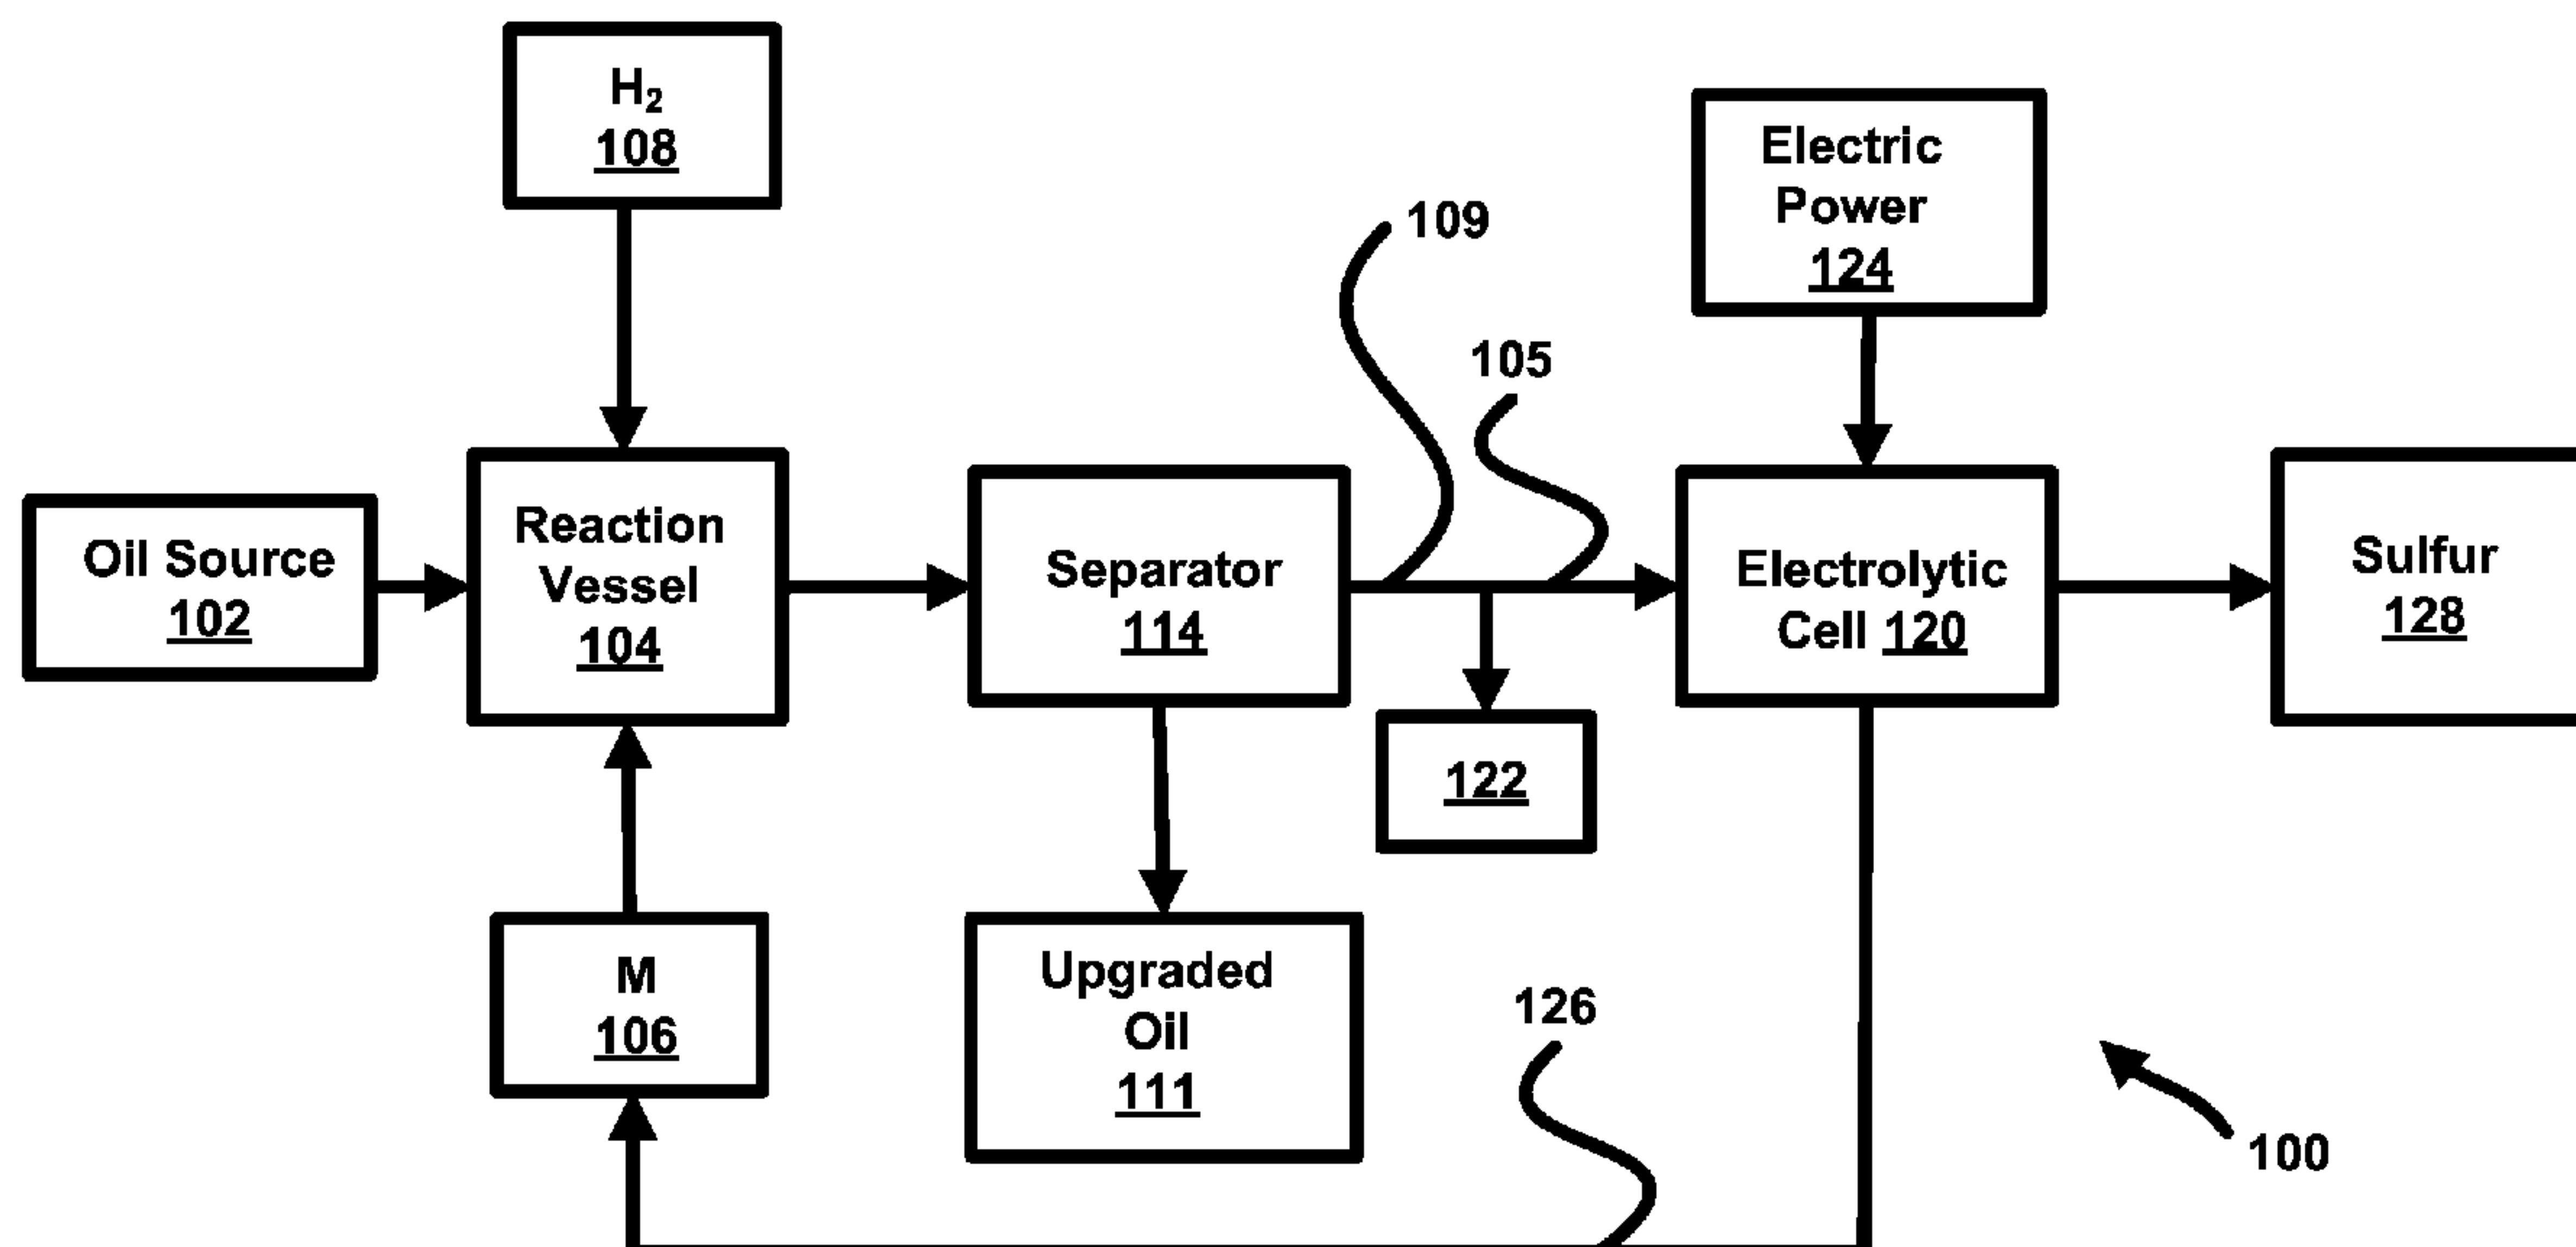 H₂
108
Electric
Power
124
109
105
Oil Source
102
Reaction
Vessel
104
Separator
114
Electrolytic
Cell 120
Sulfur
128
122
M
106
Upgraded
Oil
111
126
100